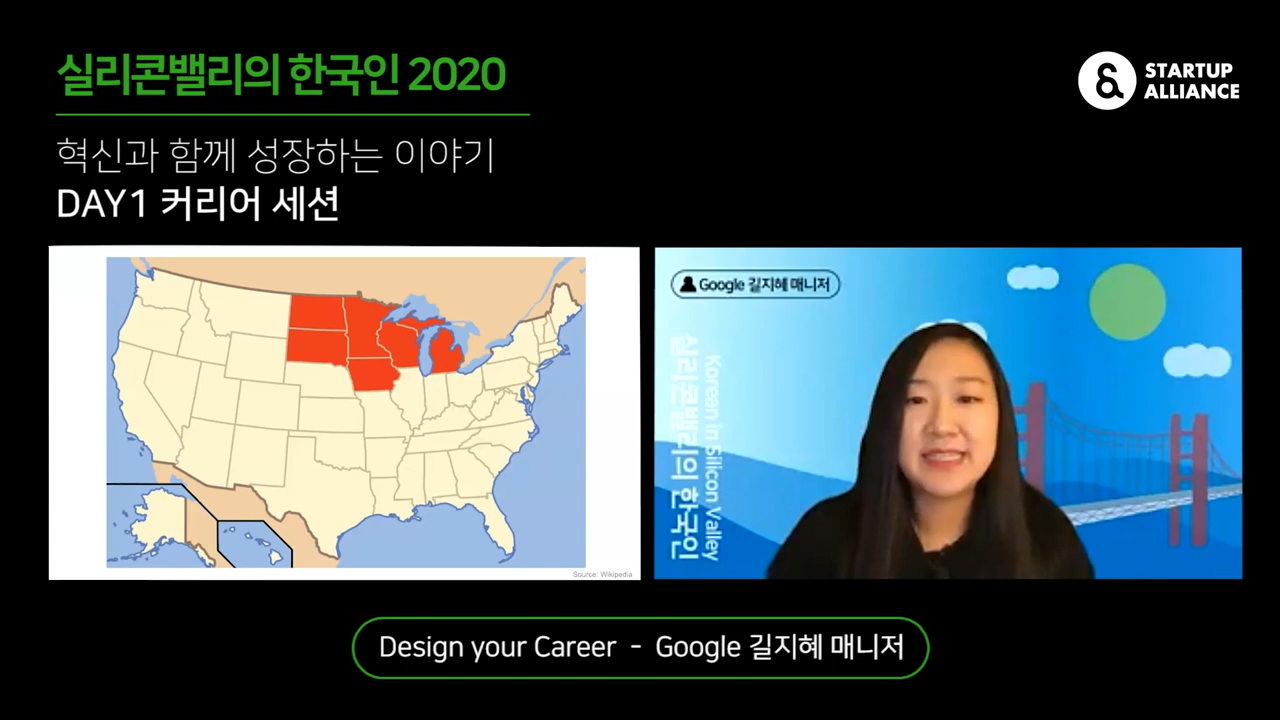 실리콘밸리의 한국인 2020
STARTUP
ALLIANCE
혁신과 함께 성장하는 이야기
DAY1 커리어 세션
Google 길지혜 매니저
Korean in Silicon Valley
실리콘밸리의 한국인
Source: Wikipedia
Design your Career - Google 길지혜 매니저